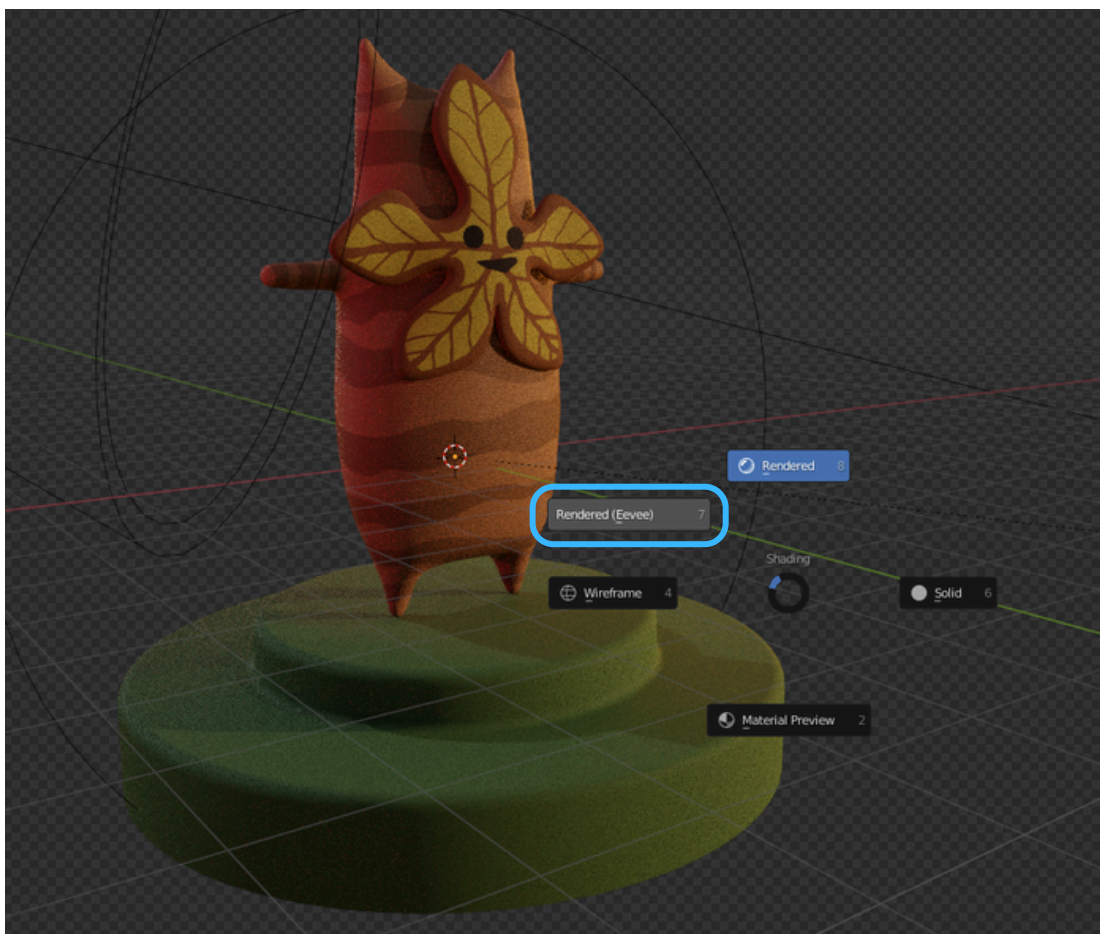 Rendered 8
Rendered (Eevee) 7
Shading
Wireframe 4
Solid 6
Material Preview 2